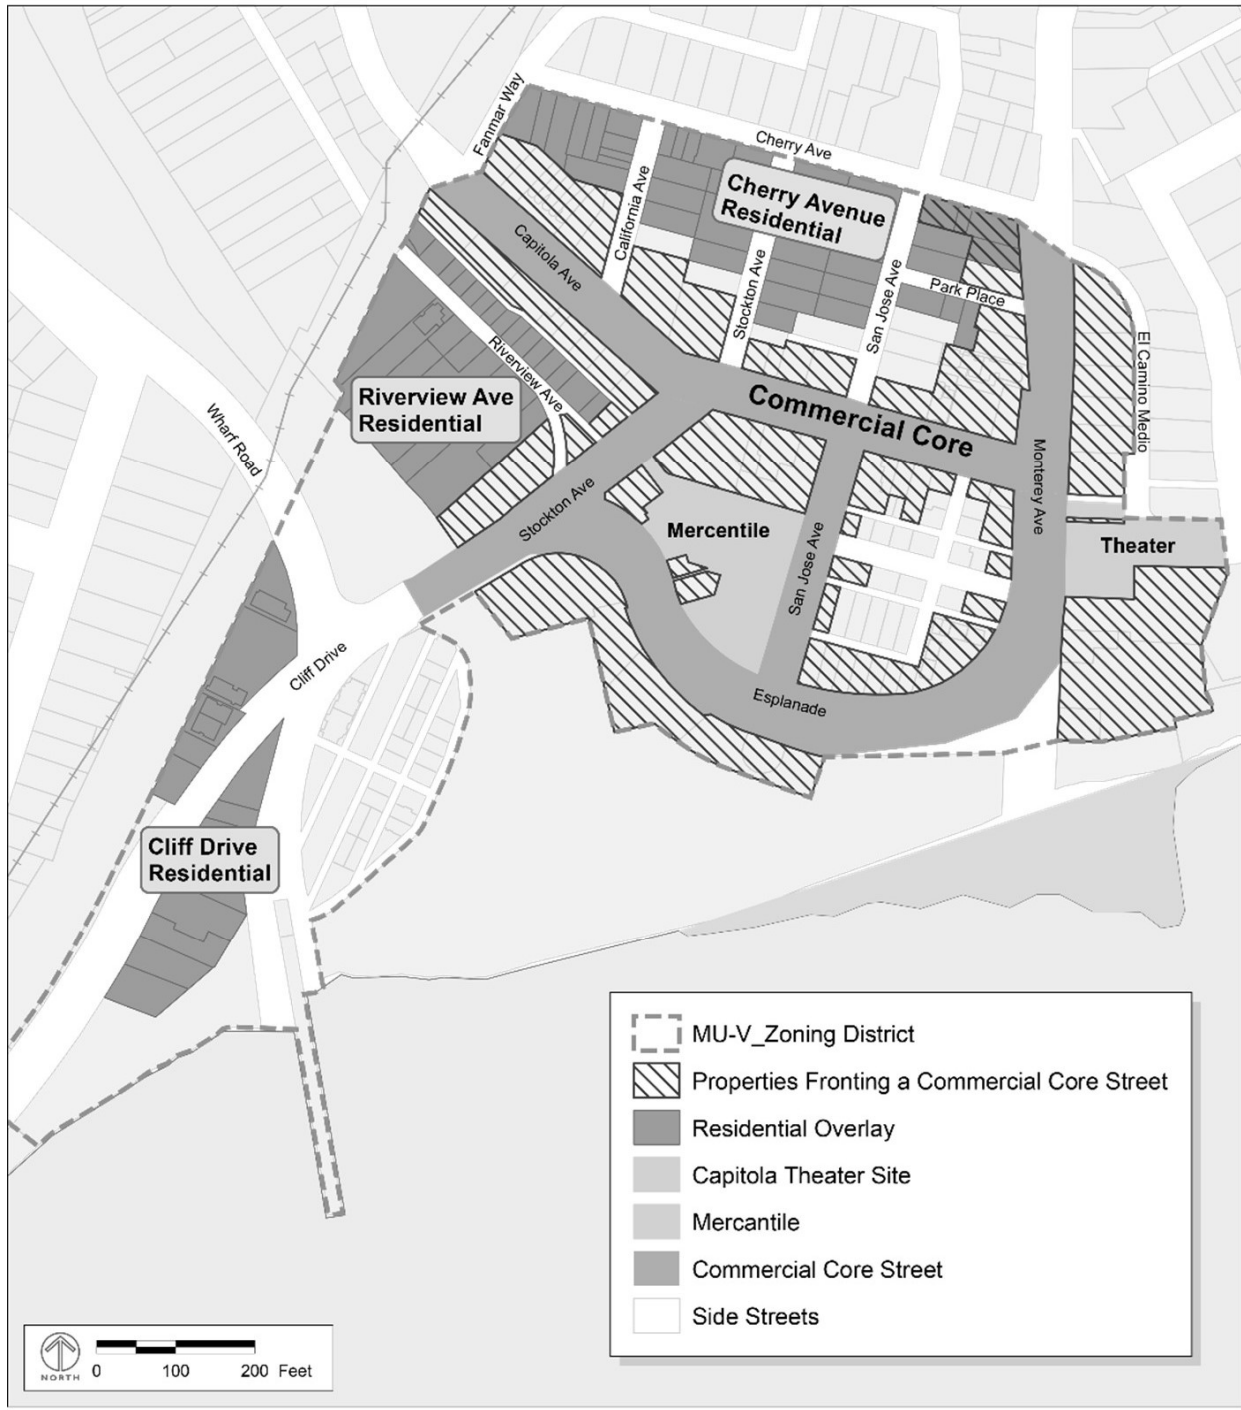 Fanmar Way
Cherry Ave
Cherry Avenue
Residential
California Ave
Capitola Ave
Stockton Ave
San Jose Ave
Park Place
El Camino Medio
Riverview Ave
Riverview Ave
Residential
Wharf Road
Commercial Core
Monterey Ave
Stockton Ave
Mercentile
San Jose Ave
Theater
Cliff Drive
Esplanade
Cliff Drive
Residential
MU-V_Zoning District
Properties Fronting a Commercial Core Street
Residential Overlay
Capitola Theater Site
Mercantile
Commercial Core Street
Side Streets
NORTH
0 100 200 Feet